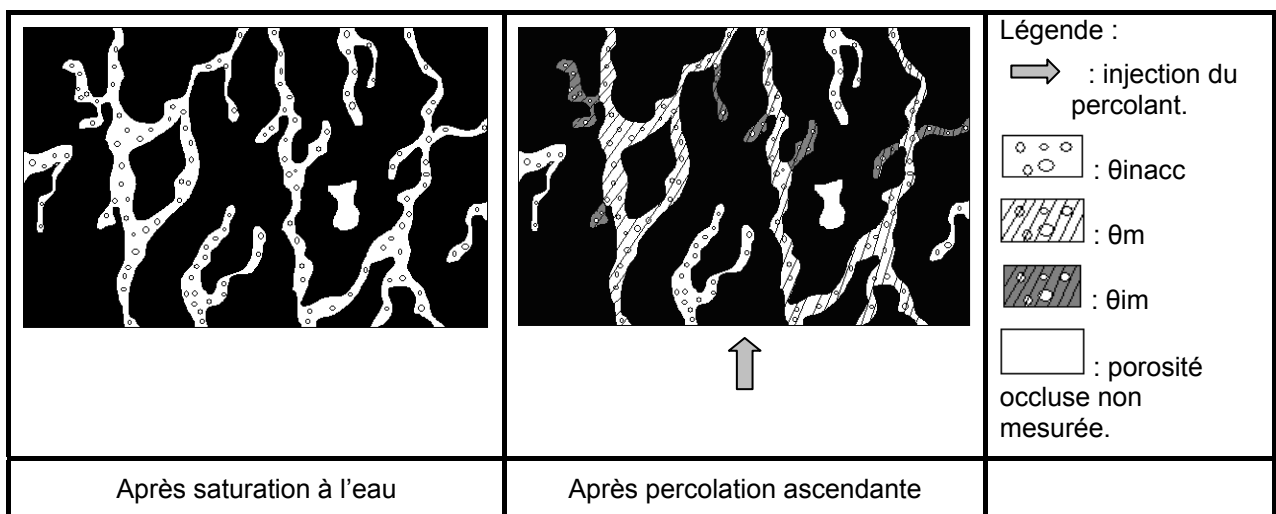 Légende :
: injection du
percolant.
: θinacc
: θm
: θim
: porosité
occluse non
mesurée.
Après saturation à l’eau
Après percolation ascendante